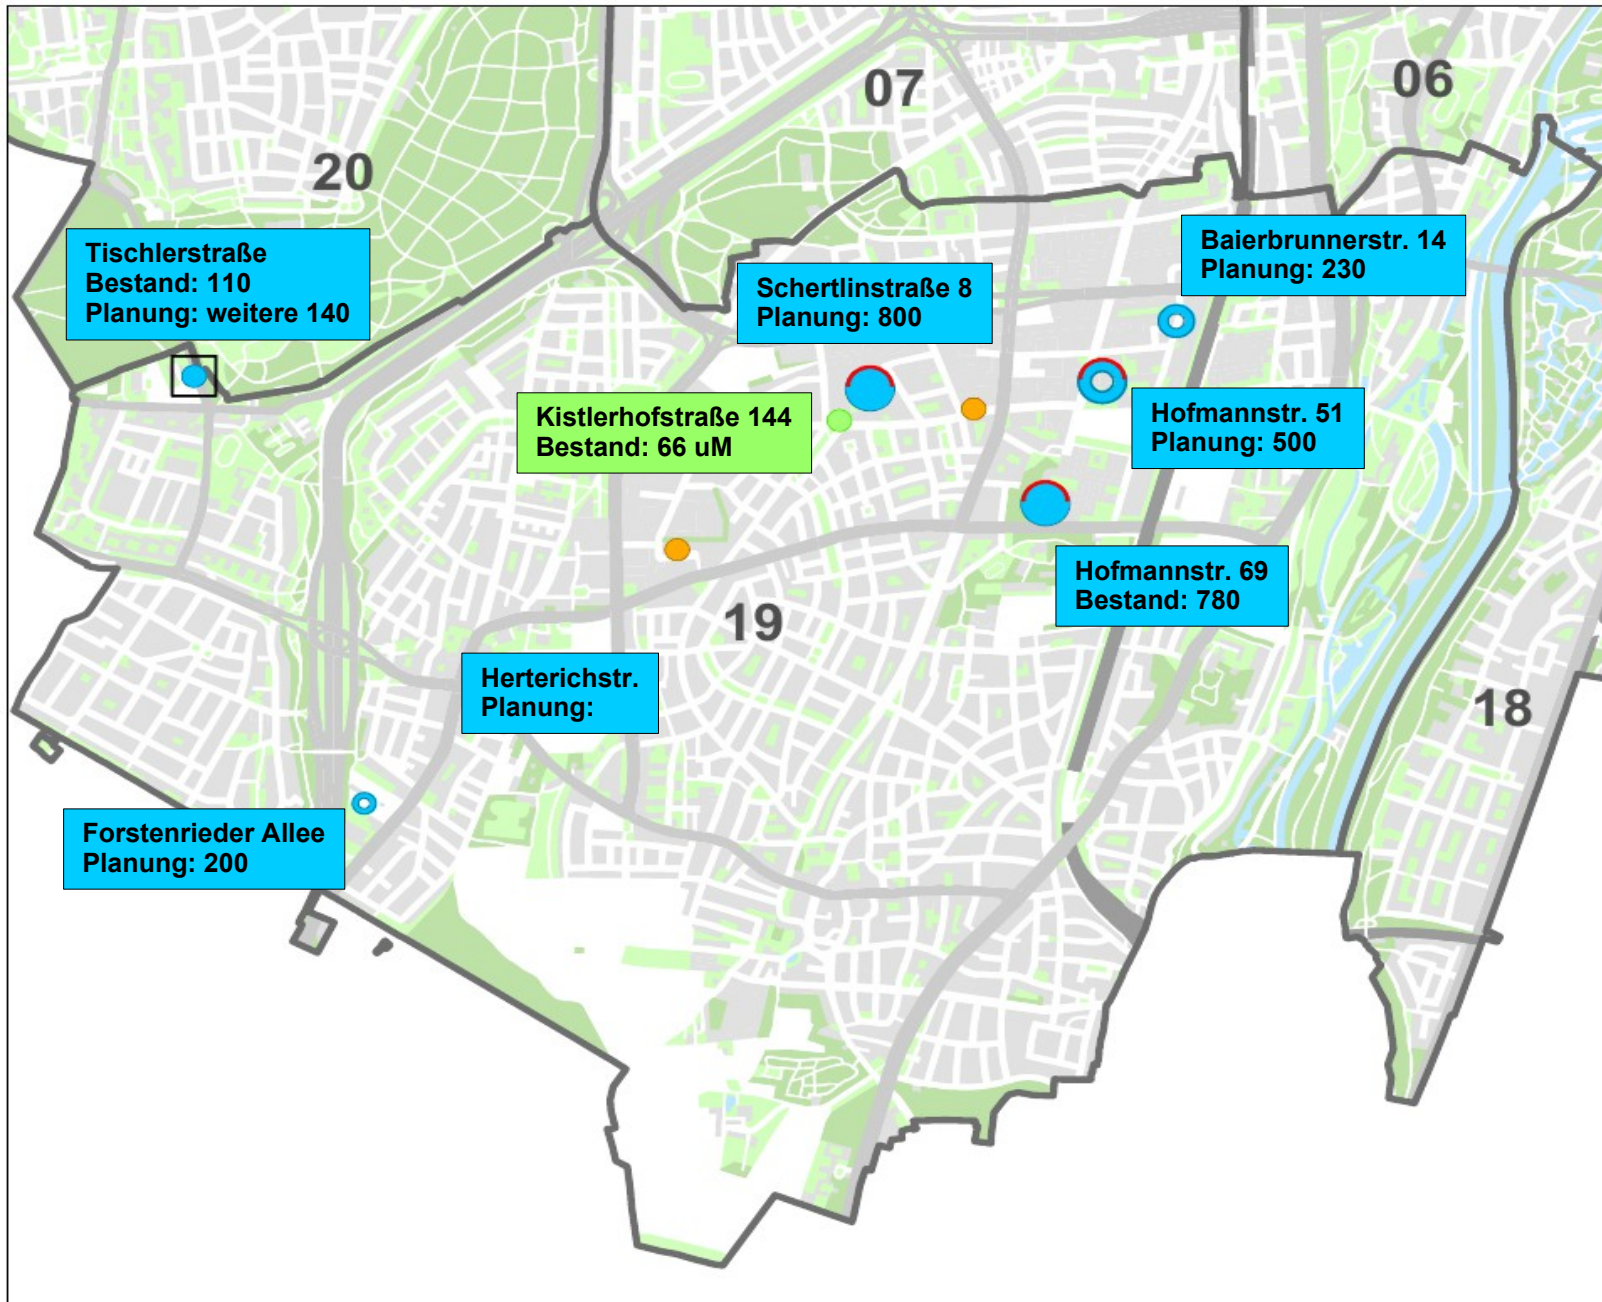 07
06
20
Tischlerstraße
Bestand: 110
Planung: weitere 140
Schertlinstraße 8
Planung: 800
Baierbrunnerstr. 14
Planung: 230
Kistlerhofstraße 144
Bestand: 66 uM
Hofmannstr. 51
Planung: 500
Hofmannstr. 69
Bestand: 780
19
Herterichstr.
Planung:
18
Forstenrieder Allee
Planung: 200